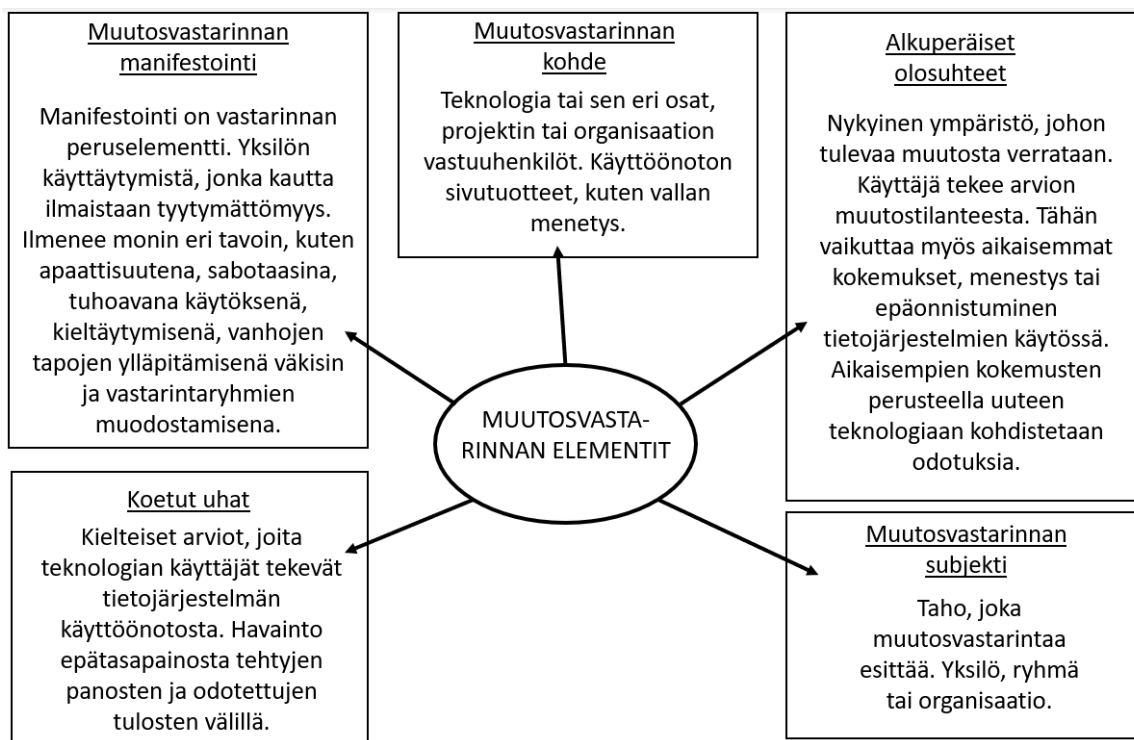 Muutosvastarinnan
manifestointi
Manifestointi on vastarinnan
peruselementti. Yksilön
käyttäytymistä, jonka kautta
ilmaistaan tyytymättömyys.
Ilmenee monin eri tavoin, kuten
apaattisuutena, sabotaasina,
tuhoavana käytöksenä,
kieltäytymisenä, vanhojen
tapojen ylläpitämisenä väkisin
ja vastarintaryhmien
muodostamisena.
Muutosvastarinnan
kohde
Teknologia tai sen eri osat,
projektin tai organisaation
vastuuhenkilöt. Käyttöönoton
sivutuotteet, kuten vallan
menetys.
Alkuperäiset
olosuhteet
Nykyinen ympäristö, johon
tulevaa muutosta verrataan.
Käyttäjä tekee arvion
muutostilanteesta. Tähän
vaikuttaa myös aikaisemmat
kokemukset, menestys tai
epäonnistuminen
tietojärjestelmien käytössä.
Aikaisempien kokemusten
perusteella uuteen
teknologiaan kohdistetaan
odotuksia.
MUUTOSVASTA-
RINNAN ELEMENTIT
Koetut uhat
Kielteiset arviot, joita
teknologian käyttäjät tekevät
tietojärjestelmän
käyttöönotosta. Havainto
epätasapainosta tehtyjen
panosten ja odotettujen
tulosten välillä.
Muutosvastarinnan
subjekti
Taho, joka
muutosvastarintaa
esittää. Yksilö, ryhmä
tai organisaatio.